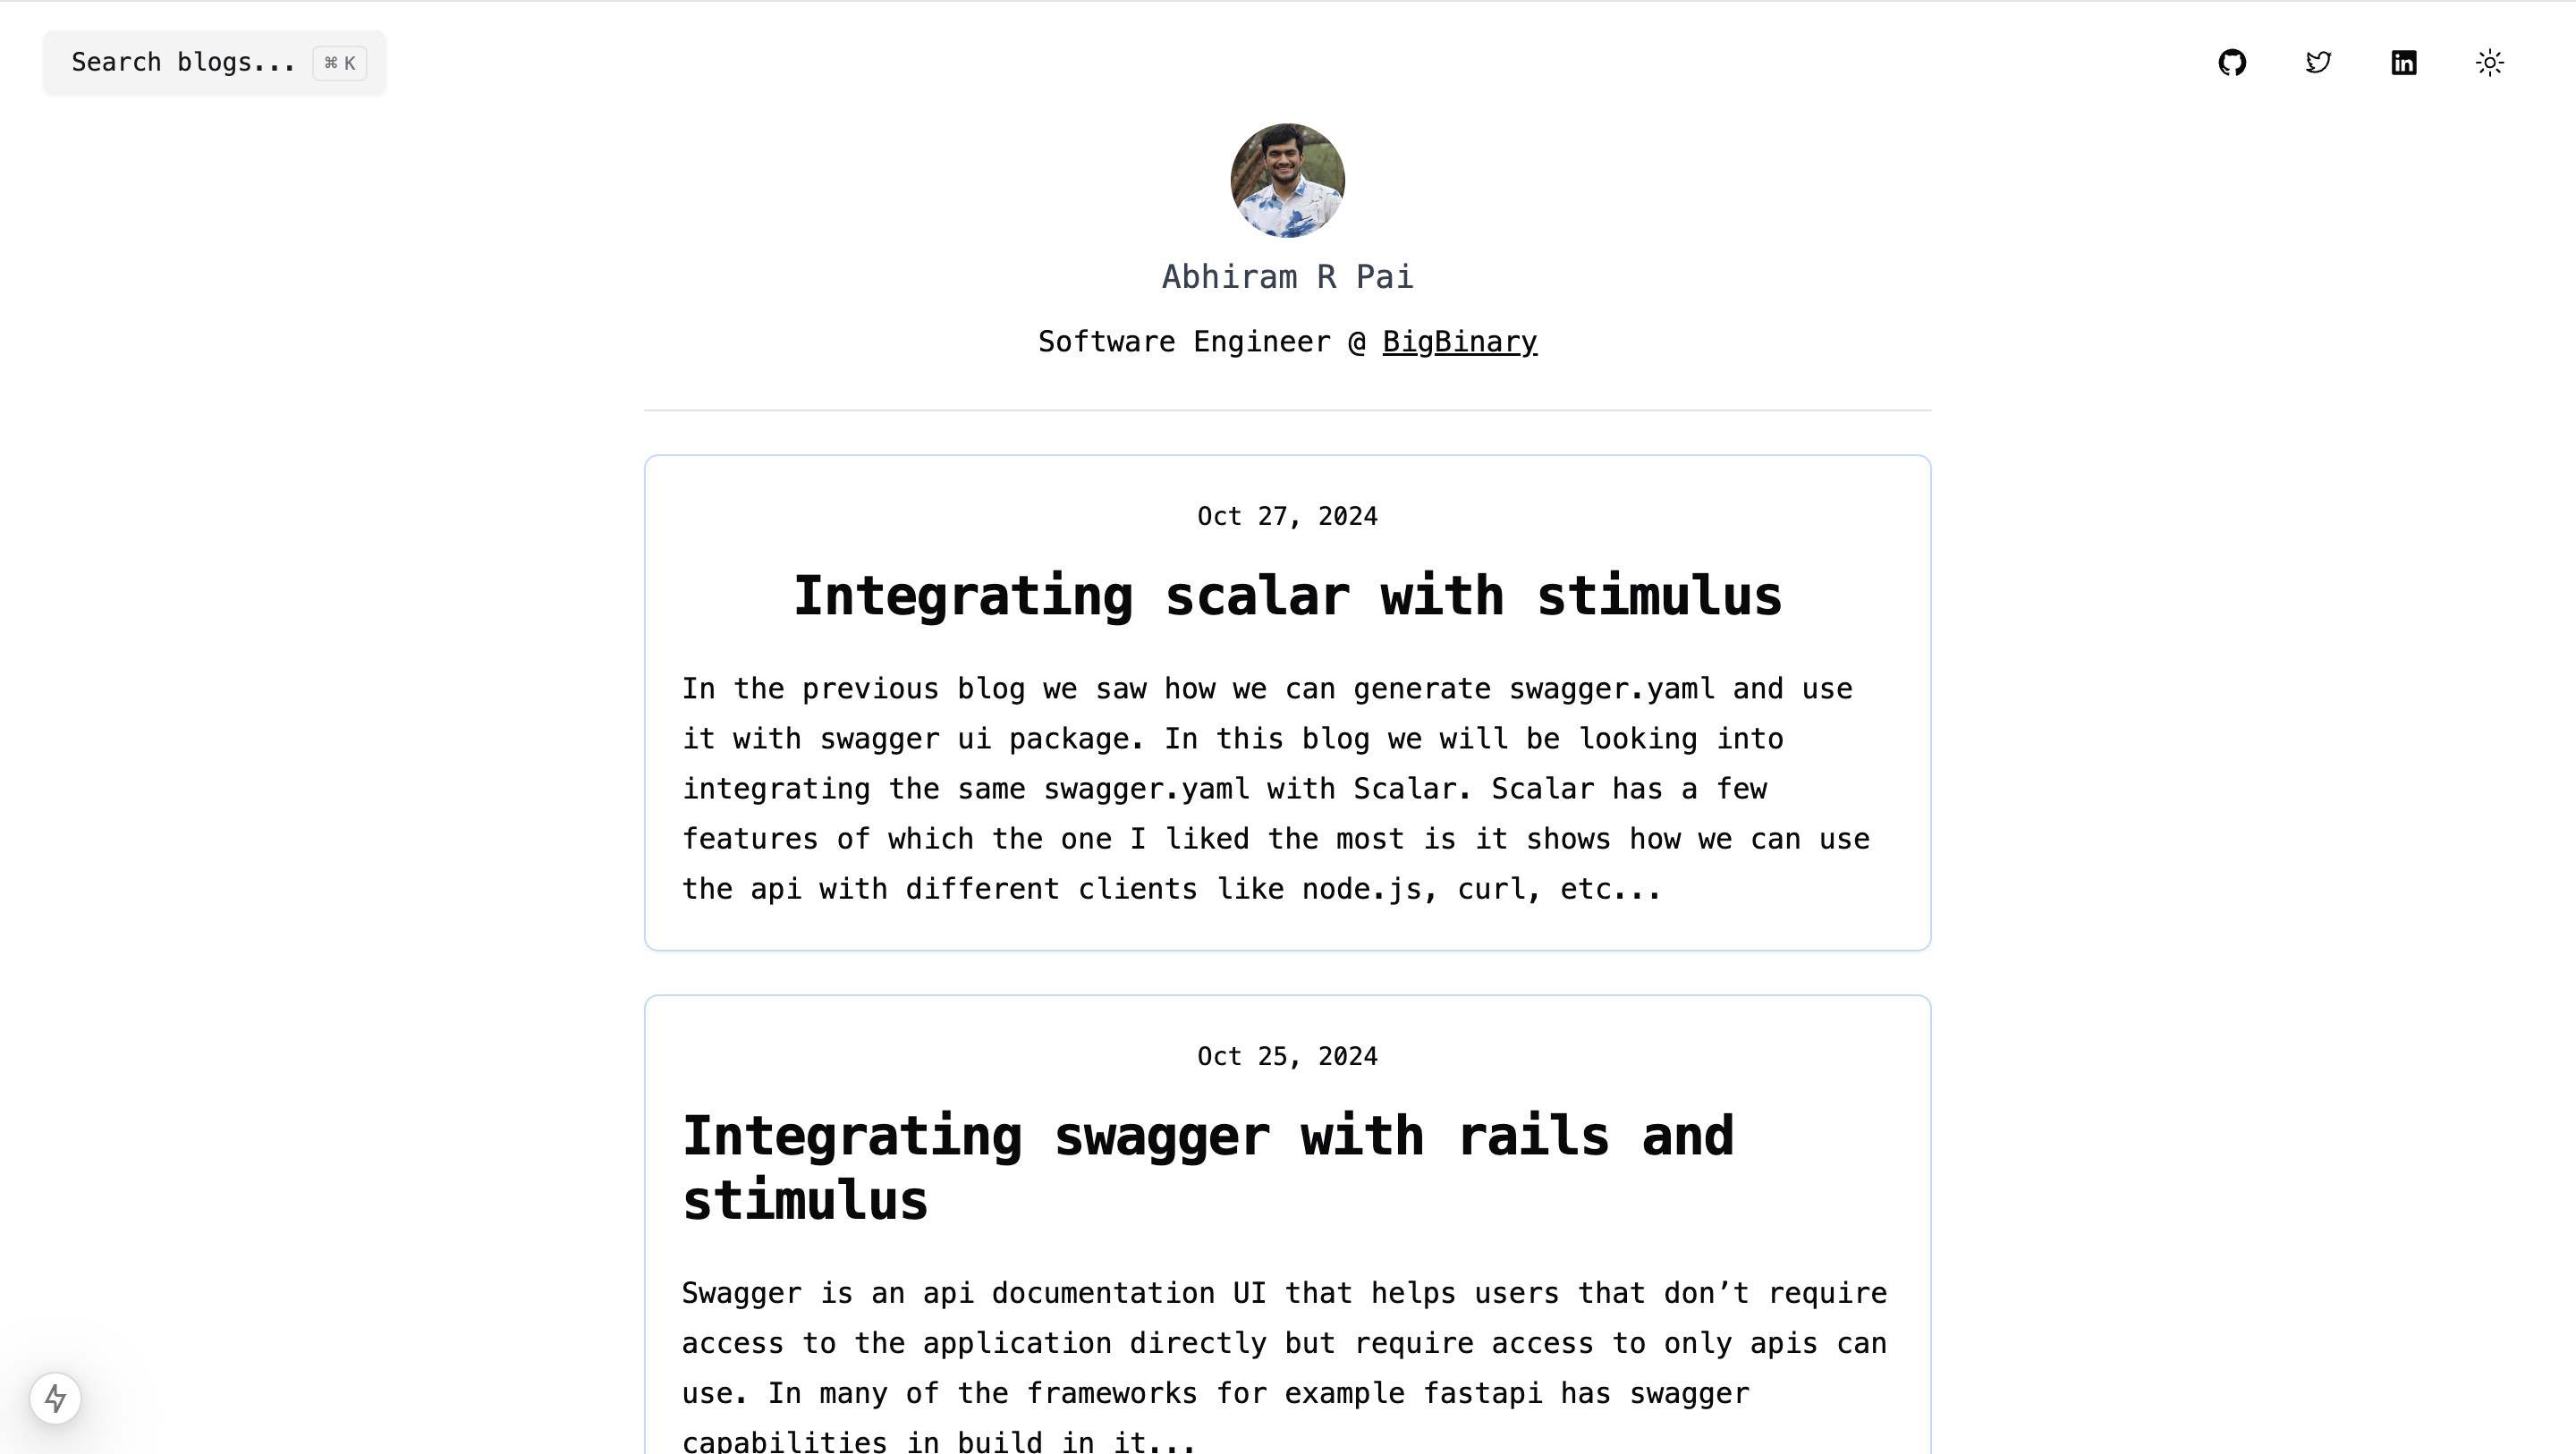 Search blogs... ⌘ K
Abhiram R Pai
Software Engineer @ BigBinary
Oct 27, 2024
Integrating scalar with stimulus
In the previous blog we saw how we can generate swagger.yaml and use
it with swagger ui package. In this blog we will be looking into
integrating the same swagger.yaml with Scalar. Scalar has a few
features of which the one I liked the most is it shows how we can use
the api with different clients like node.js, curl, etc...
Oct 25, 2024
Integrating swagger with rails and
stimulus
Swagger is an api documentation UI that helps users that don’t require
access to the application directly but require access to only apis can
use. In many of the frameworks for example fastapi has swagger
capabilities in build in it...